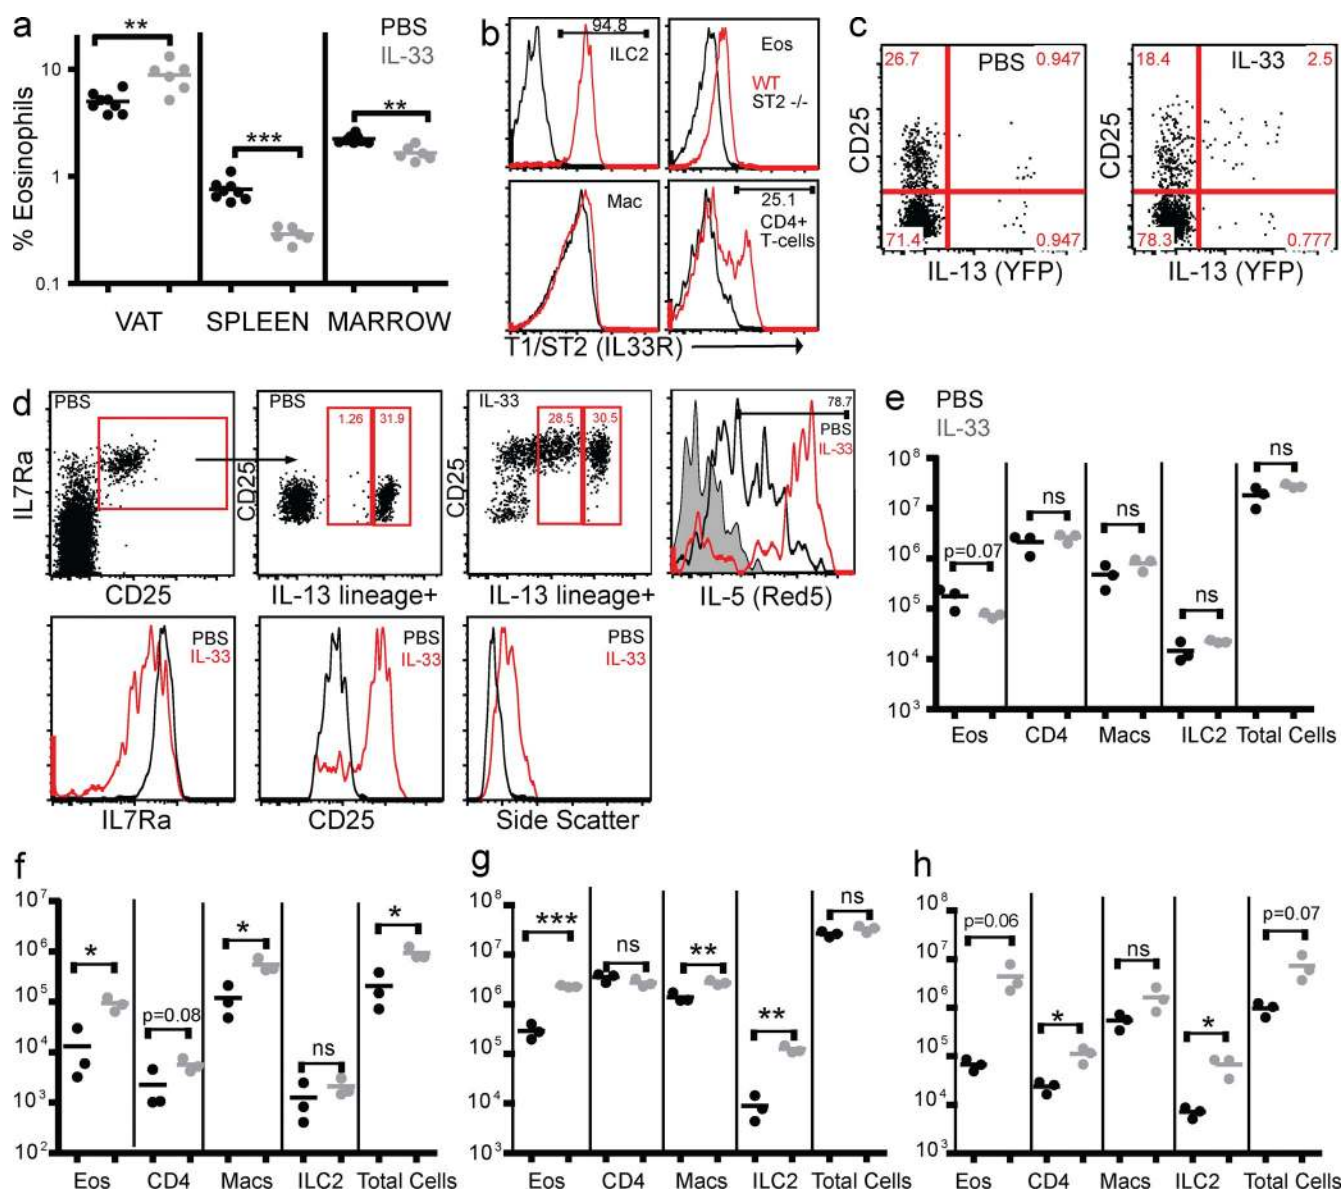 a
PBS
IL-33
**
***
**
10
1
0.1
% Eosinophils
VAT SPLEEN MARROW
b
94.8
ILC2
Eos
WT
ST2 -/-
Mac
25.1
CD4+
T-cells
T1/ST2 (IL33R)
c
26.7 PBS 0.947
71.4 0.947
CD25
IL-13 (YFP)
18.4 IL-33 2.5
78.3 0.777
CD25
IL-13 (YFP)
d
PBS
IL7Ra
CD25
PBS
1.26 31.9
CD25
IL-13 lineage+
IL-33
28.5 30.5
CD25
IL-13 lineage+
78.7
PBS
IL-33
IL-5 (Red5)
PBS
IL-33
IL7Ra
PBS
IL-33
CD25
PBS
IL-33
Side Scatter
e
PBS
IL-33
10⁸
10⁷
10⁶
10⁵
10⁴
10³
p=0.07
ns
ns
ns
ns
Eos CD4 Macs ILC2 Total Cells
f
10⁷
10⁶
10⁵
10⁴
10³
10²
*
p=0.08
*
ns
*
Eos CD4 Macs ILC2 Total Cells
g
10⁸
10⁷
10⁶
10⁵
10⁴
10³
***
ns
**
**
ns
Eos CD4 Macs ILC2 Total Cells
h
10⁸
10⁷
10⁶
10⁵
10⁴
10³
p=0.06
*
ns
*
p=0.07
Eos CD4 Macs ILC2 Total Cells